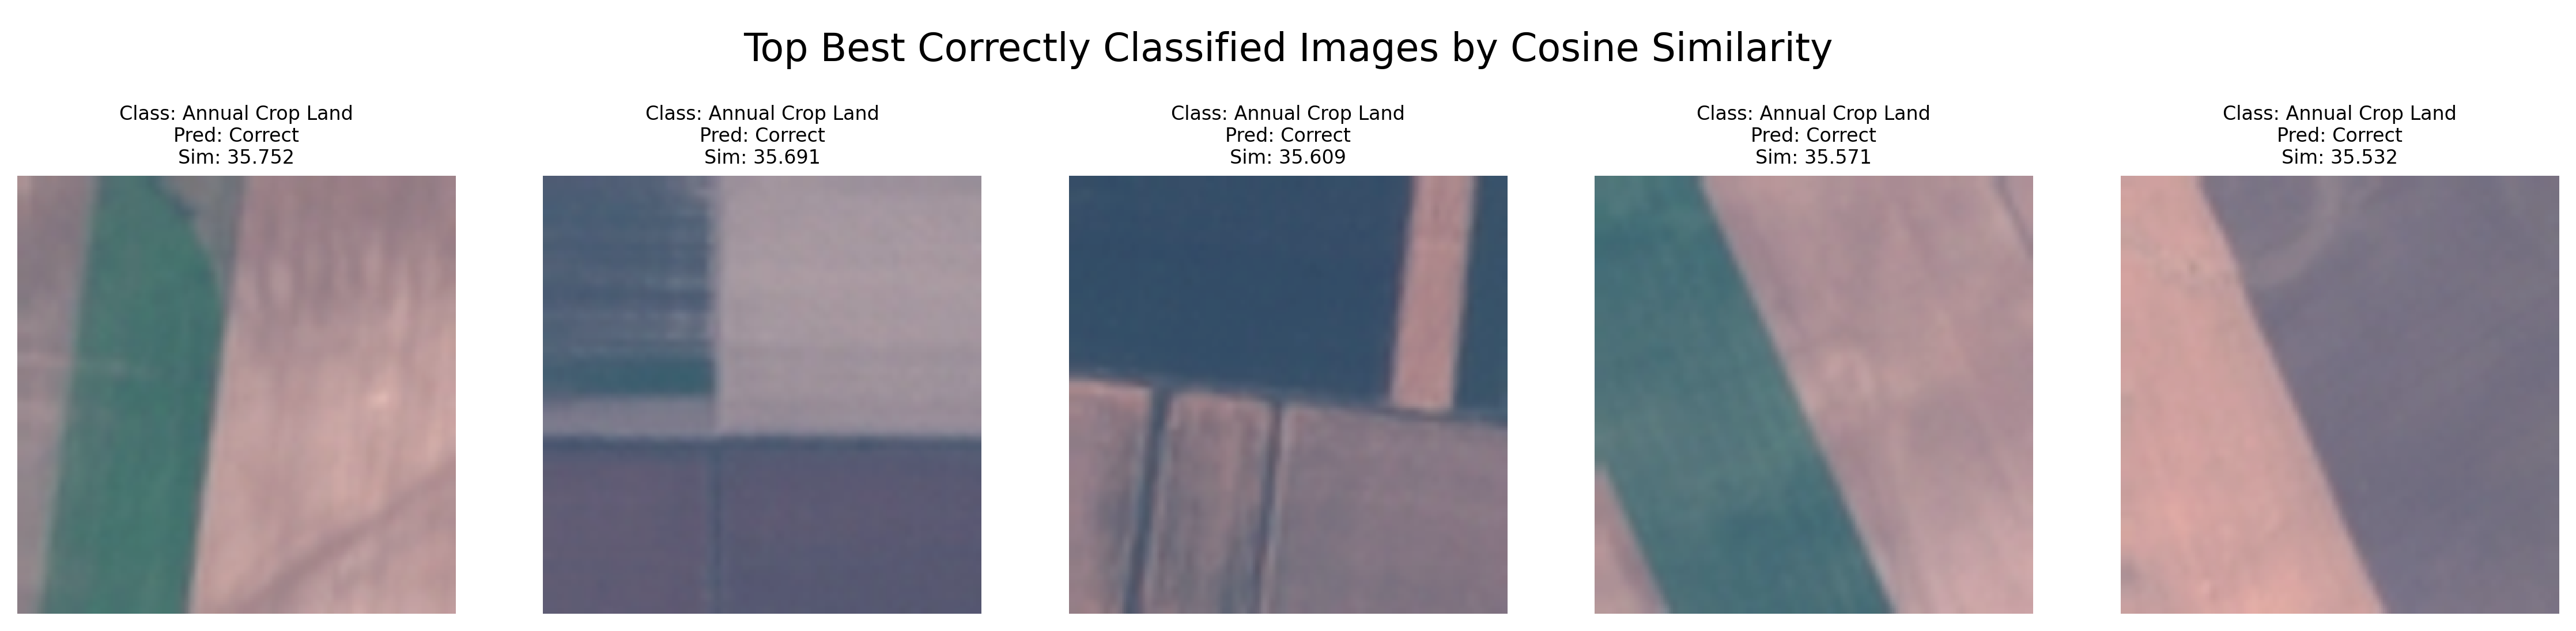 Top Best Correctly Classified Images by Cosine Similarity
Class: Annual Crop Land
Pred: Correct
Sim: 35.752
Class: Annual Crop Land
Pred: Correct
Sim: 35.691
Class: Annual Crop Land
Pred: Correct
Sim: 35.609
Class: Annual Crop Land
Pred: Correct
Sim: 35.571
Class: Annual Crop Land
Pred: Correct
Sim: 35.532